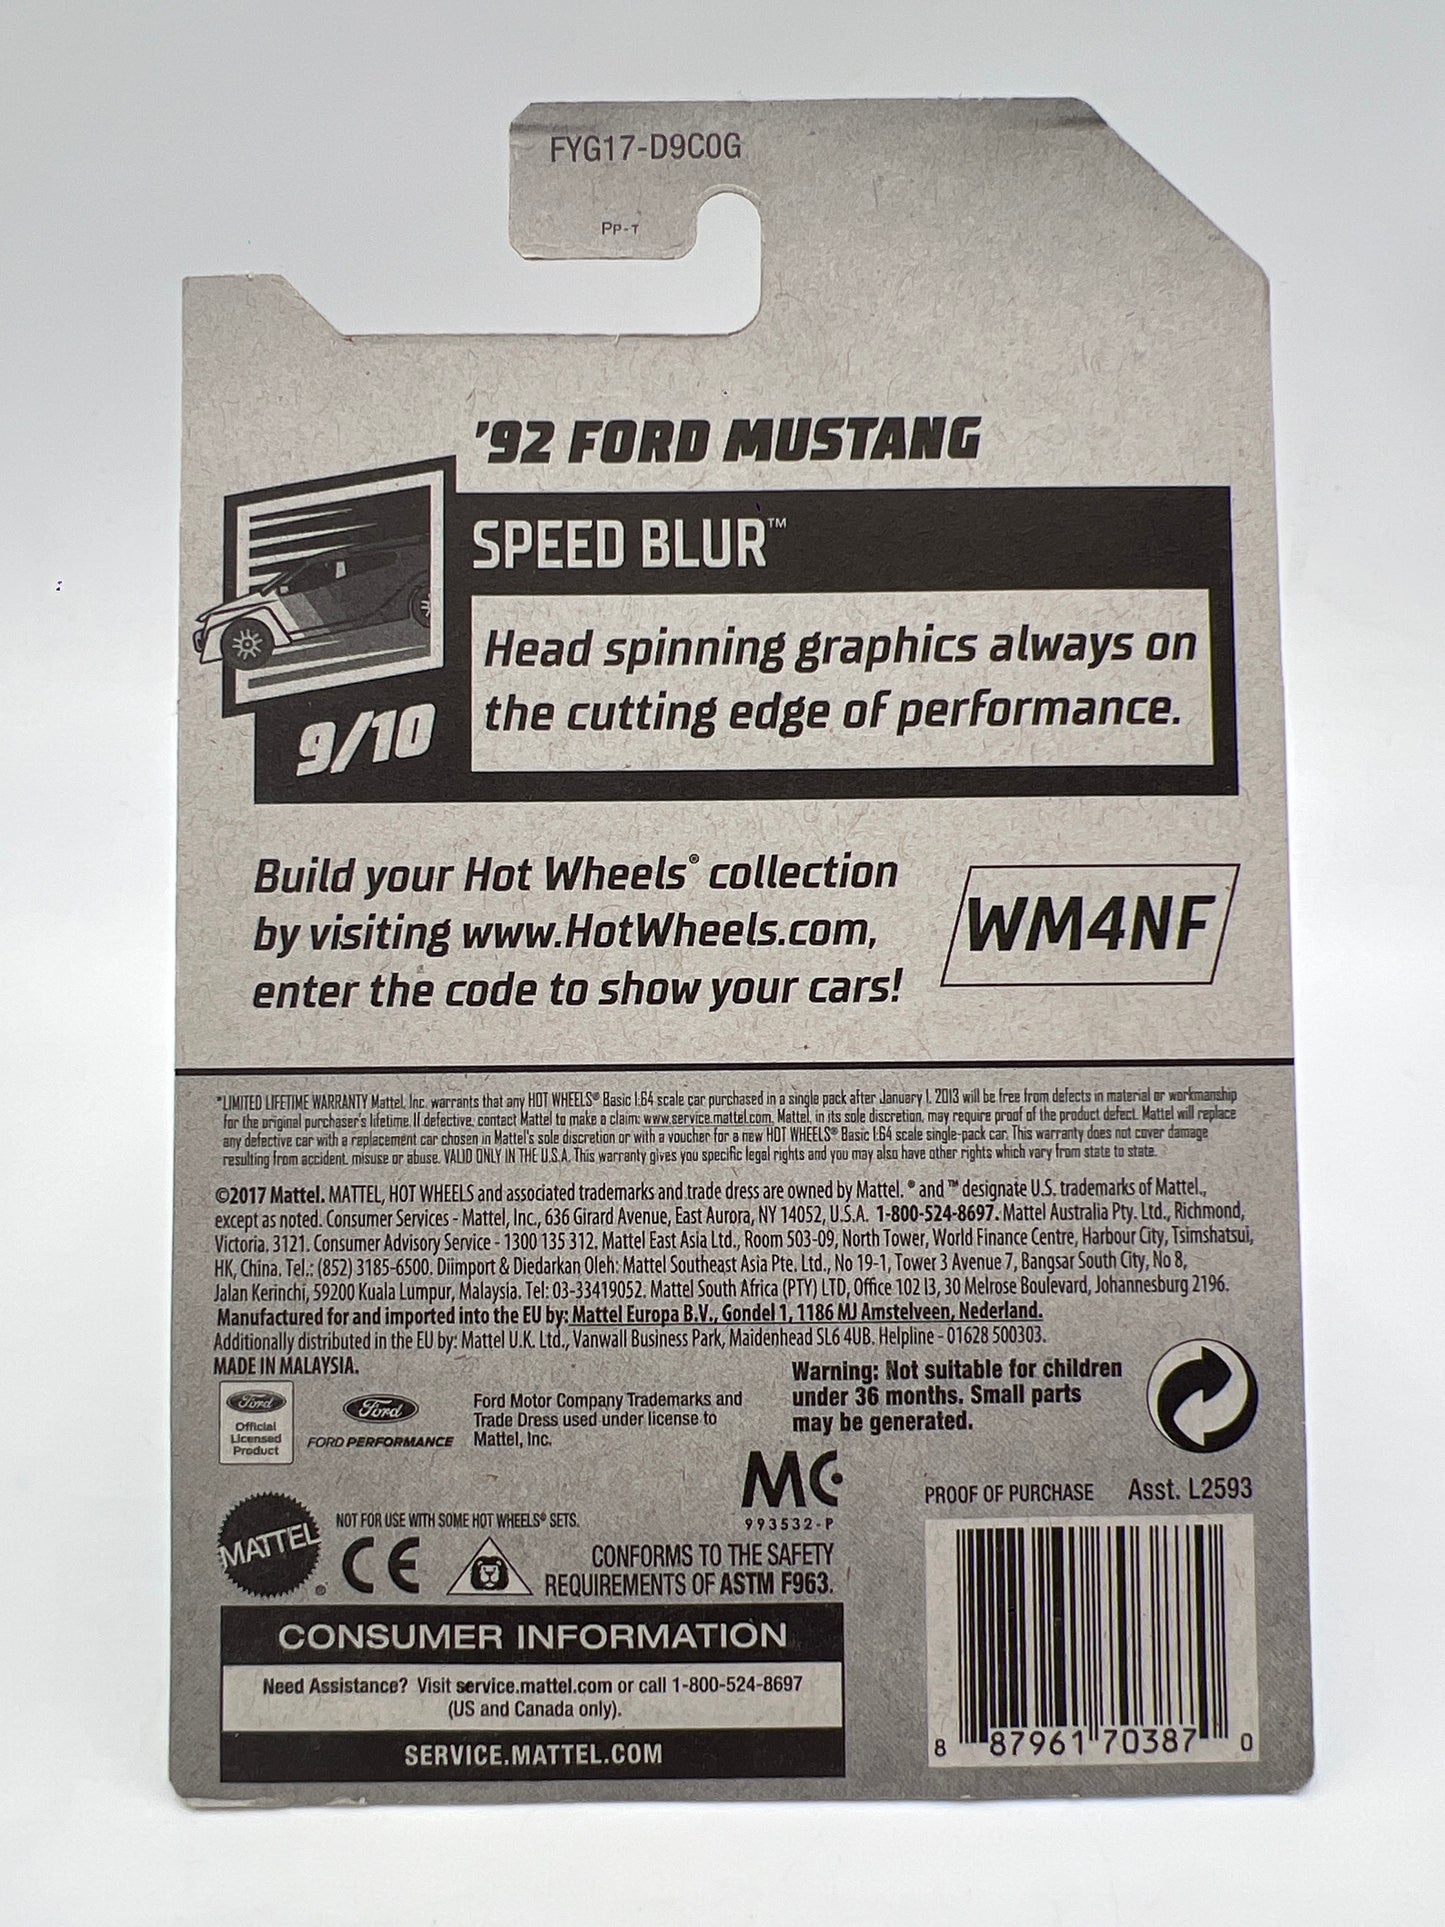 FYG17-D9C0G
PP-T
'92 FORD MUSTANG
SPEED BLUR™
Head spinning graphics always on
the cutting edge of performance.
9/10
Build your Hot Wheels® collection
by visiting www.HotWheels.com,
enter the code to show your cars!
WM4NF
*LIMITED LIFETIME WARRANTY Mattel, Inc. warrants that any HOT WHEELS® Basic 1:64 scale car purchased in a single pack after January 1, 2013 will be free from defects in material or workmanship
for the original purchaser's lifetime. If defective, contact Mattel to make a claim: www.service.mattel.com. Mattel, in its sole discretion, may require proof of the product defect. Mattel will replace
any defective car with a replacement car chosen in Mattel's sole discretion or with a voucher for a new HOT WHEELS® Basic 1:64 scale single-pack car. This warranty does not cover damage
resulting from accident, misuse or abuse. VALID ONLY IN THE U.S.A. This warranty gives you specific legal rights and you may also have other rights which vary from state to state.
©2017 Mattel. MATTEL, HOT WHEELS and associated trademarks and trade dress are owned by Mattel. ® and ™ designate U.S. trademarks of Mattel.,
except as noted. Consumer Services - Mattel, Inc., 636 Girard Avenue, East Aurora, NY 14052, U.S.A. 1-800-524-8697. Mattel Australia Pty. Ltd., Richmond,
Victoria. 3121. Consumer Advisory Service - 1300 135 312. Mattel East Asia Ltd., Room 503-09, North Tower, World Finance Centre, Harbour City, Tsimshatsui,
HK, China. Tel.: (852) 3185-6500. Diimport & Diedarkan Oleh: Mattel Southeast Asia Pte. Ltd., No 19-1, Tower 3 Avenue 7, Bangsar South City, No 8,
Jalan Kerinchi, 59200 Kuala Lumpur, Malaysia. Tel: 03-33419052. Mattel South Africa (PTY) LTD, Office 102 I3, 30 Melrose Boulevard, Johannesburg 2196.
Manufactured for and imported into the EU by: Mattel Europa B.V., Gondel 1, 1186 MJ Amstelveen, Nederland.
Additionally distributed in the EU by: Mattel U.K. Ltd., Vanwall Business Park, Maidenhead SL6 4UB. Helpline - 01628 500303.
MADE IN MALAYSIA.
Warning: Not suitable for children
under 36 months. Small parts
may be generated.
Ford
Official
Licensed
Product
Ford
FORD PERFORMANCE
Ford Motor Company Trademarks and
Trade Dress used under license to
Mattel, Inc.
MC
993532-P
PROOF OF PURCHASE Asst. L2593
MATTEL®
NOT FOR USE WITH SOME HOT WHEELS® SETS.
CE
CONFORMS TO THE SAFETY
REQUIREMENTS OF ASTM F963.
CONSUMER INFORMATION
Need Assistance? Visit service.mattel.com or call 1-800-524-8697
(US and Canada only).
SERVICE.MATTEL.COM
8 87961 70387 0